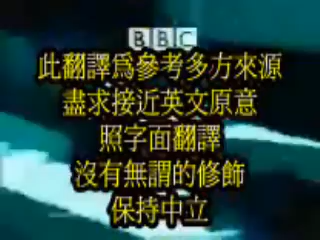 BBC
此翻譯為參考多方來源
盡求接近英文原意
照字面翻譯
沒有無謂的修飾
保持中立